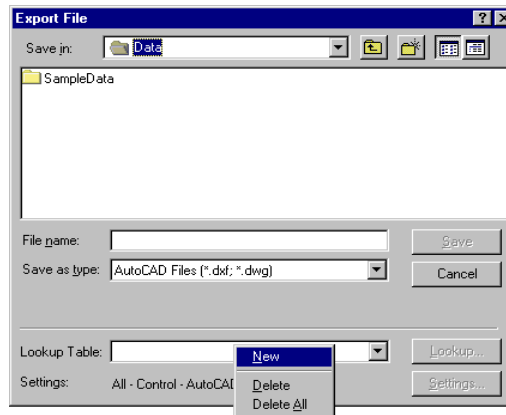 Export File
Save in: Data
SampleData
File name: Save
Save as type: AutoCAD Files (*.dxf; *.dwg) Cancel
Lookup Table: New Lookup...
Settings: All - Control - AutoCAD Delete Settings...
Delete All